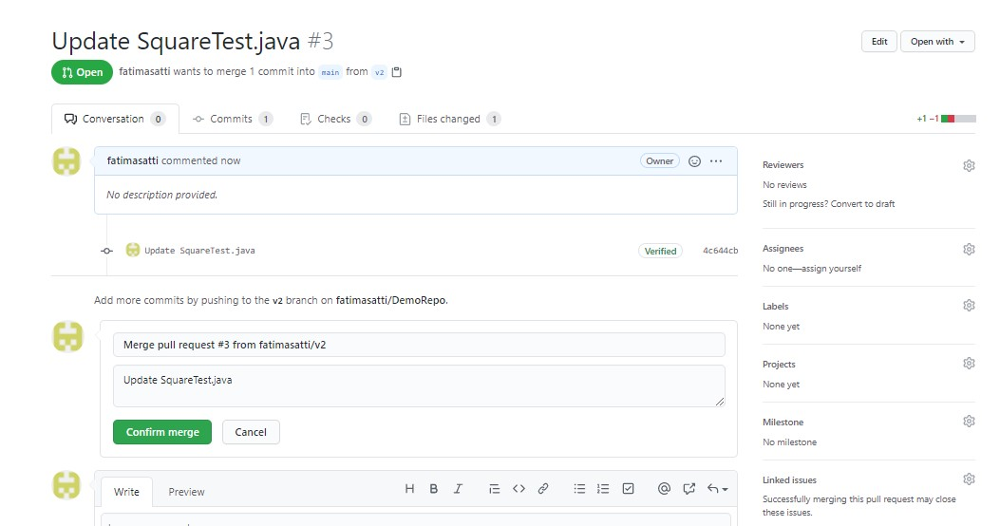 Update SquareTest.java #3
Edit
Open with
Open
fatimasatti wants to merge 1 commit into main from v2
Conversation 0
Commits 1
Checks 0
Files changed 1
+1 −1
fatimasatti commented now
Owner
No description provided.
Update SquareTest.java
Verified
4c644cb
Add more commits by pushing to the v2 branch on fatimasatti/DemoRepo.
Merge pull request #3 from fatimasatti/v2
Update SquareTest.java
Confirm merge
Cancel
Write
Preview
H B I
Reviewers
No reviews
Still in progress? Convert to draft
Assignees
No one—assign yourself
Labels
None yet
Projects
None yet
Milestone
No milestone
Linked issues
Successfully merging this pull request may close
these issues.